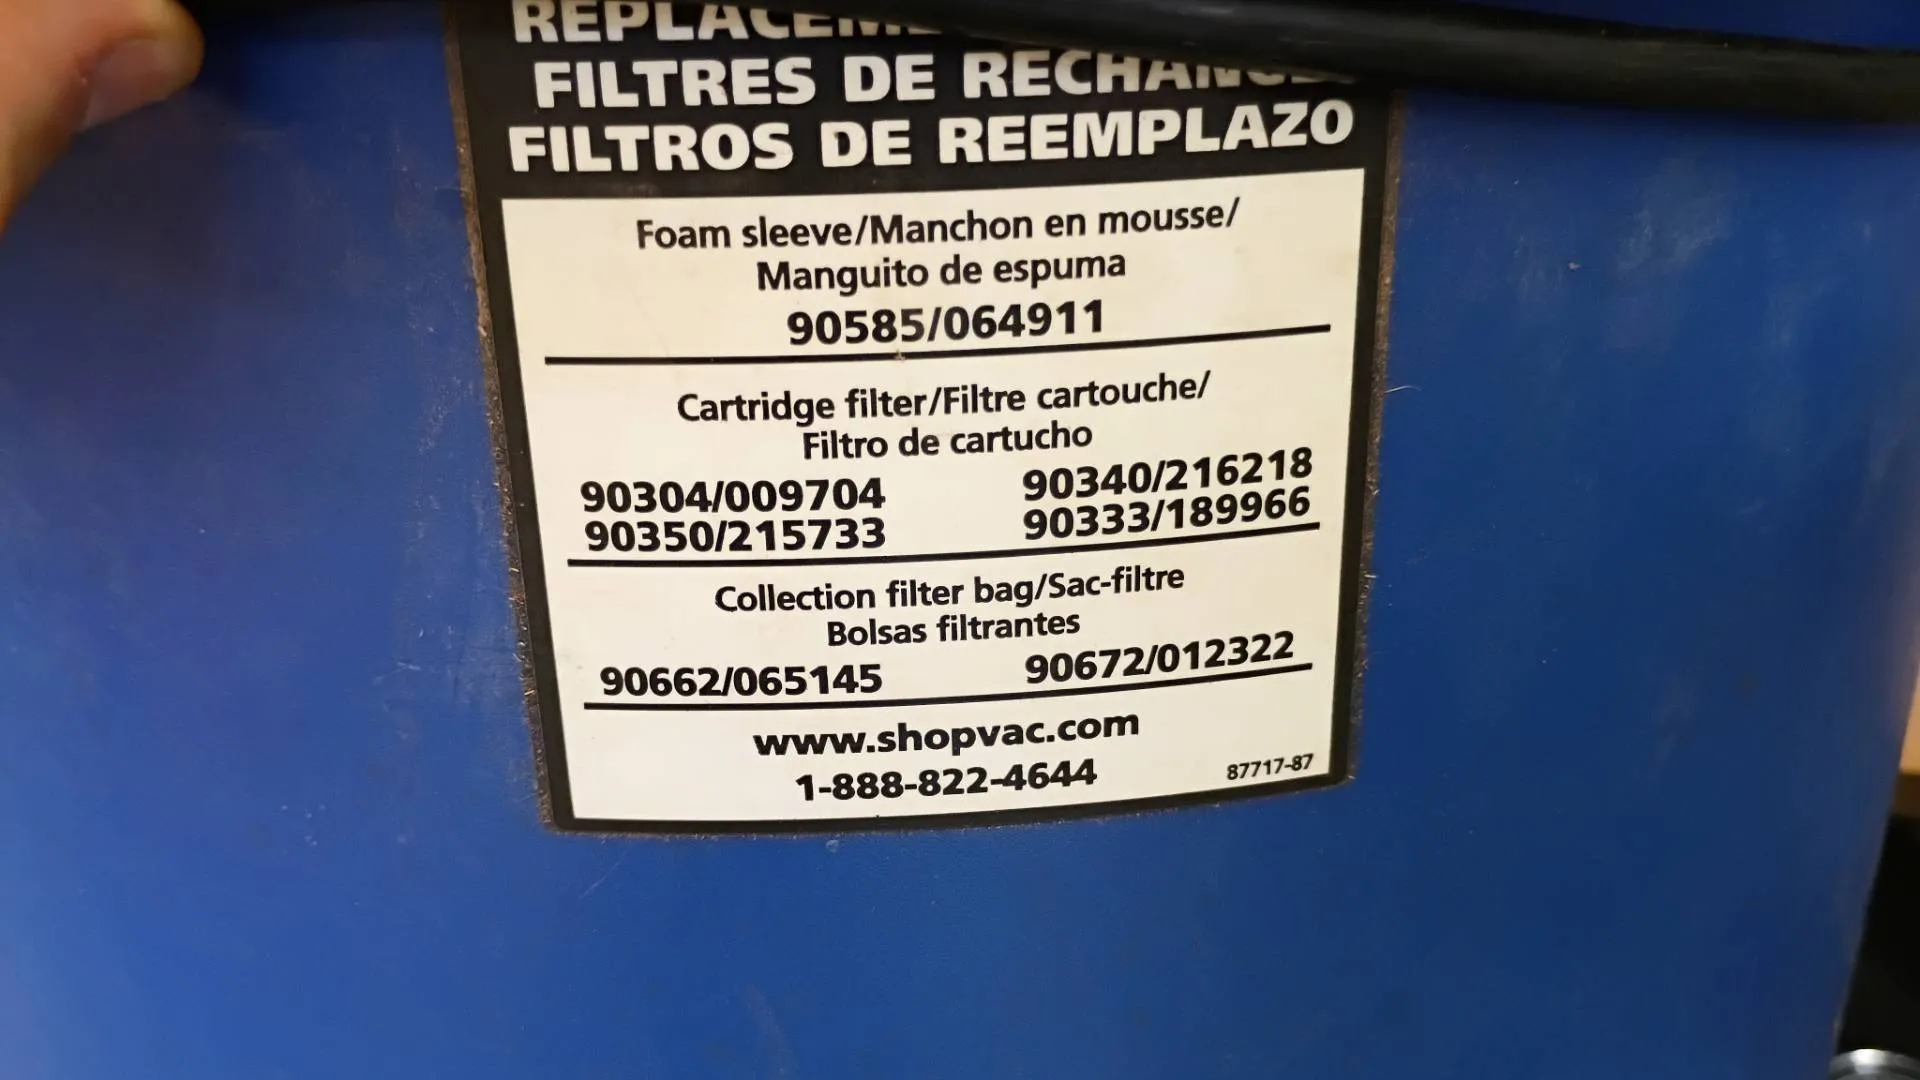 FILTRES DE
FILTROS DE REEMPLAZO
Foam sleeve/Manchon en mousse/
Manguito de espuma
90585/064911
Cartridge filter/Filtre cartouche/
Filtro de cartucho
90304/009704 90340/216218
90350/215733 90333/189966
Collection filter bag/Sac-filtre
Bolsas filtrantes
90662/065145 90672/012322
www.shopvac.com
1-888-822-4644
87717-87